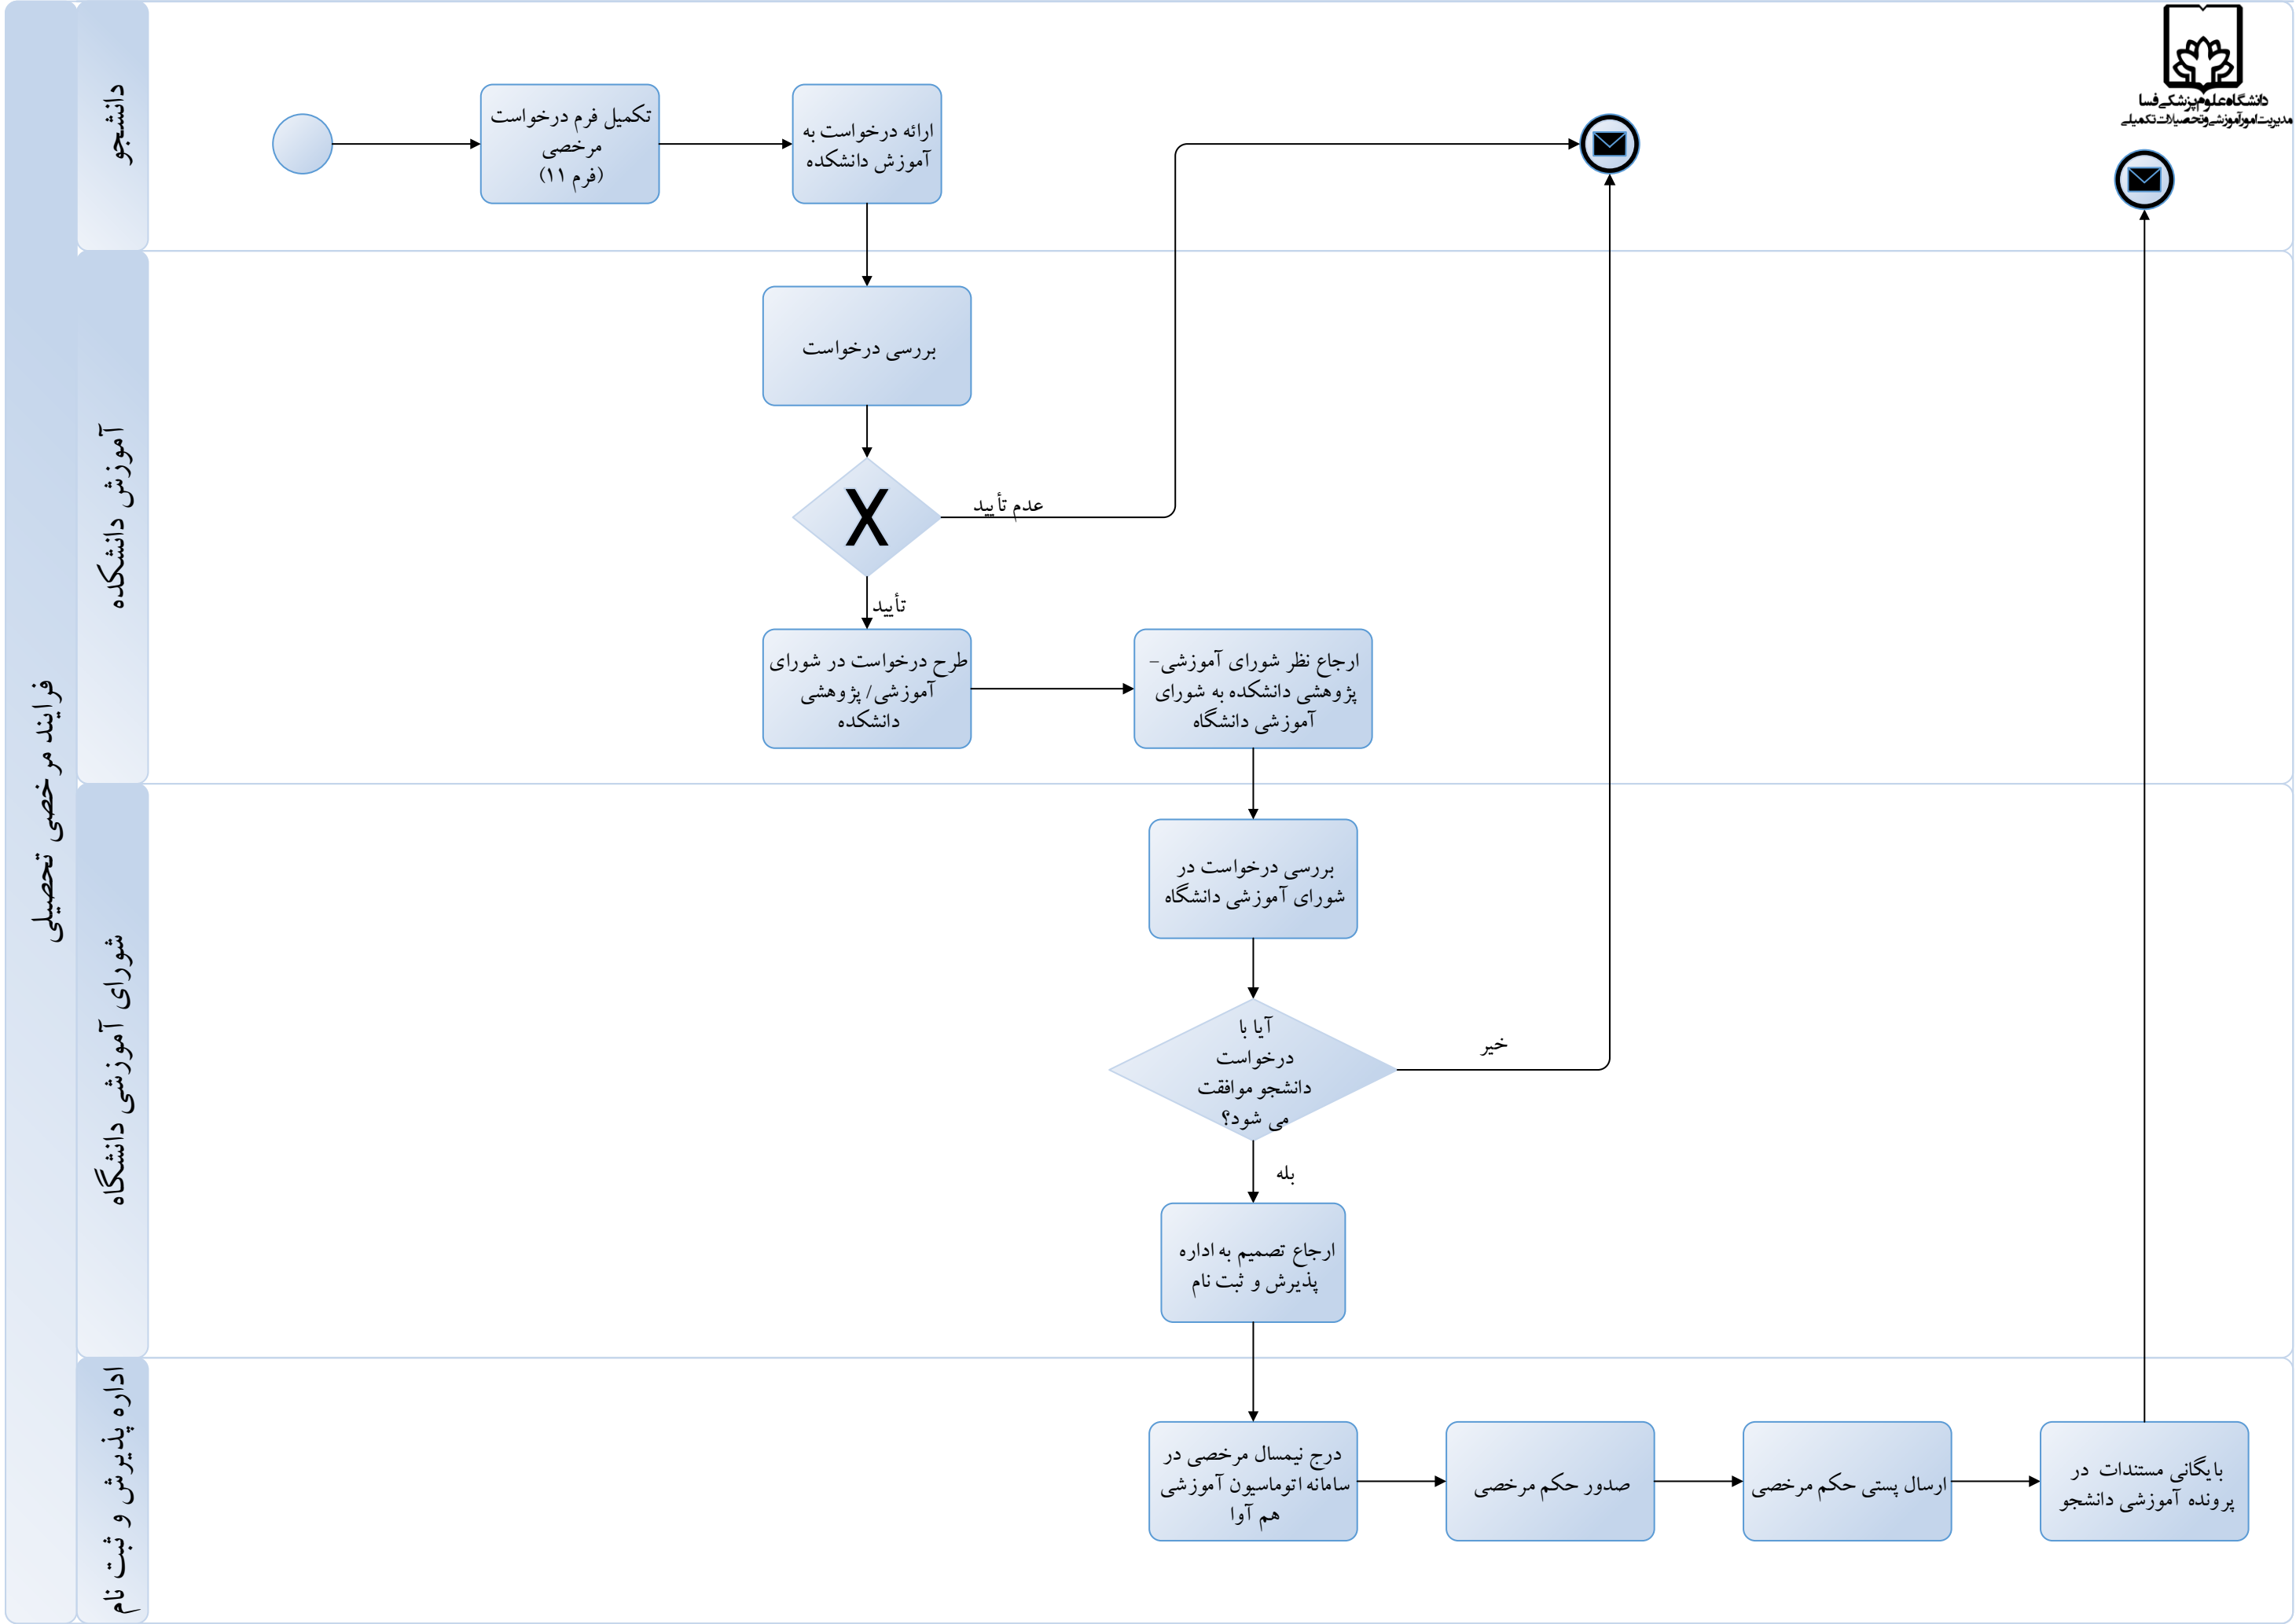 دانشگاه علوم پزشکی فسا
مدیریت امور آموزشی و تحصیلات تکمیلی
فرایند مرخصی تحصیلی
دانشجو
تکمیل فرم درخواست
مرخصی
(فرم ۱۱)
ارائه درخواست به
آموزش دانشکده
آموزش دانشکده
بررسی درخواست
X
عدم تأیید
تأیید
طرح درخواست در شورای
آموزشی/ پژوهشی
دانشکده
ارجاع نظر شورای آموزشی-
پژوهشی دانشکده به شورای
آموزشی دانشگاه
شورای آموزشی دانشگاه
بررسی درخواست در
شورای آموزشی دانشگاه
آیا با
درخواست
دانشجو موافقت
می شود؟
خیر
بله
ارجاع تصمیم به اداره
پذیرش و ثبت نام
اداره پذیرش و ثبت نام
درج نیمسال مرخصی در
سامانه اتوماسیون آموزشی
هم آوا
صدور حکم مرخصی
ارسال پستی حکم مرخصی
بایگانی مستندات در
پرونده آموزشی دانشجو